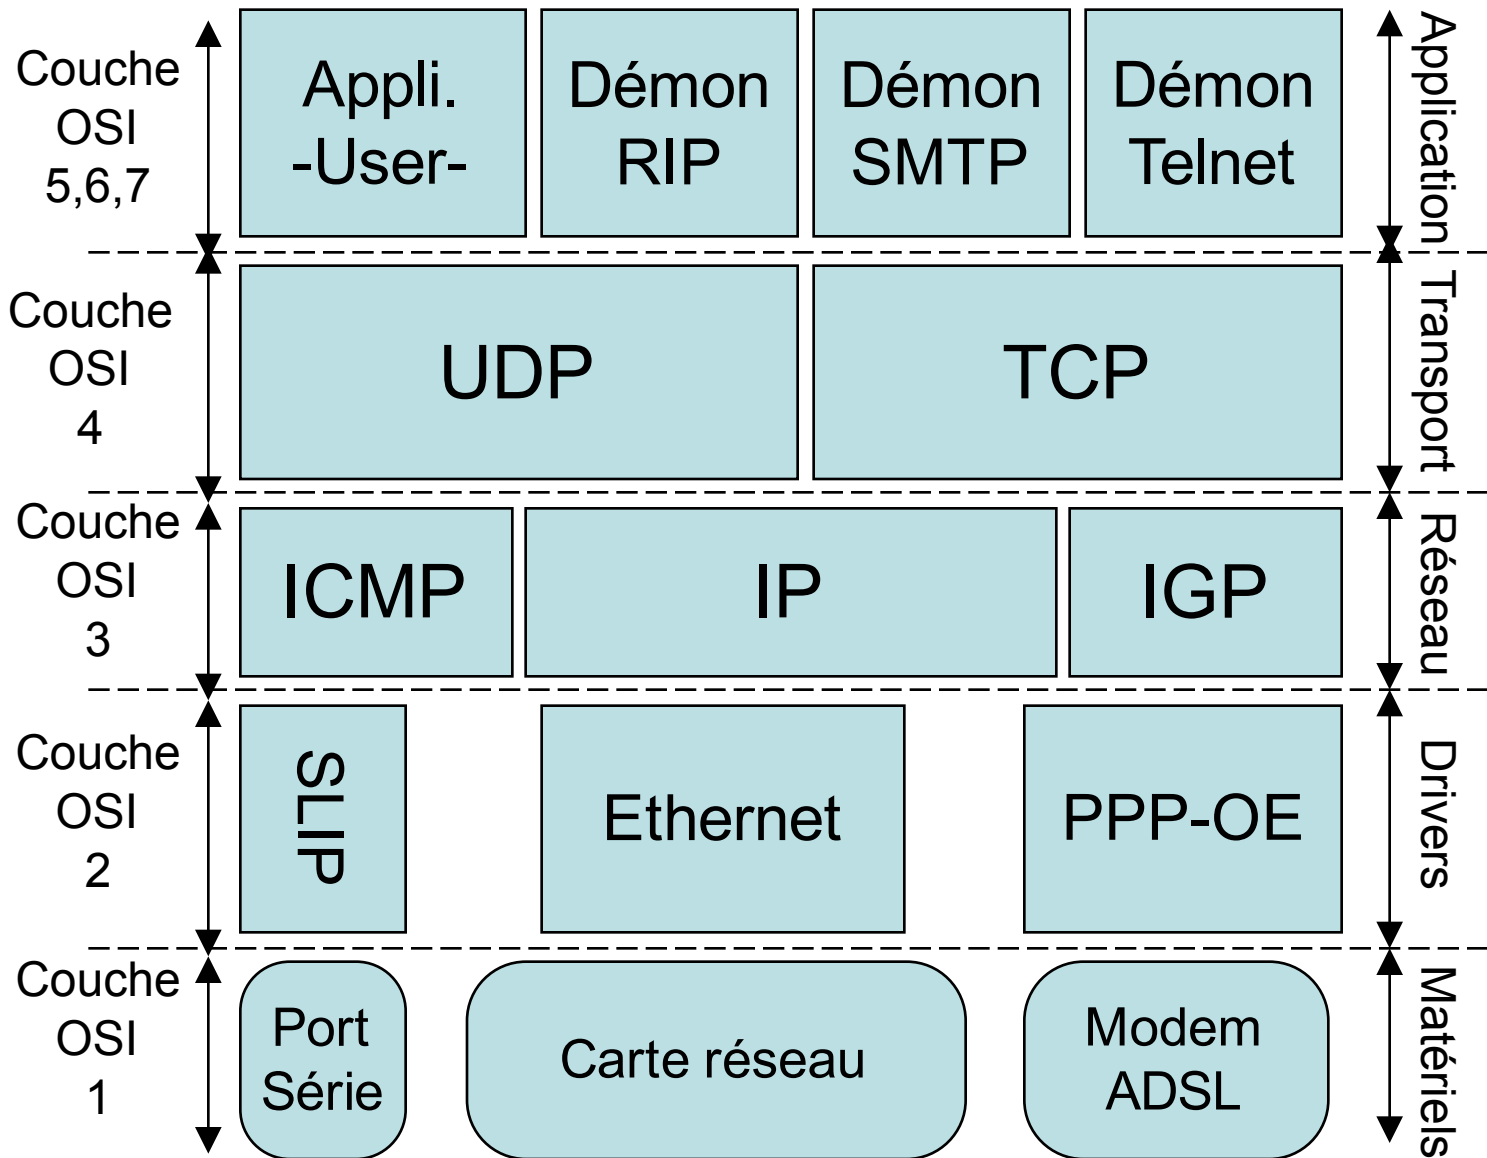 Couche
OSI
5,6,7
Appli.
-User-
Démon
RIP
Démon
SMTP
Démon
Telnet
Application
Couche
OSI
4
UDP
TCP
Transport
Couche
OSI
3
ICMP
IP
IGP
Réseau
Couche
OSI
2
SLIP
Ethernet
PPP-OE
Drivers
Couche
OSI
1
Port
Série
Carte réseau
Modem
ADSL
Matériels